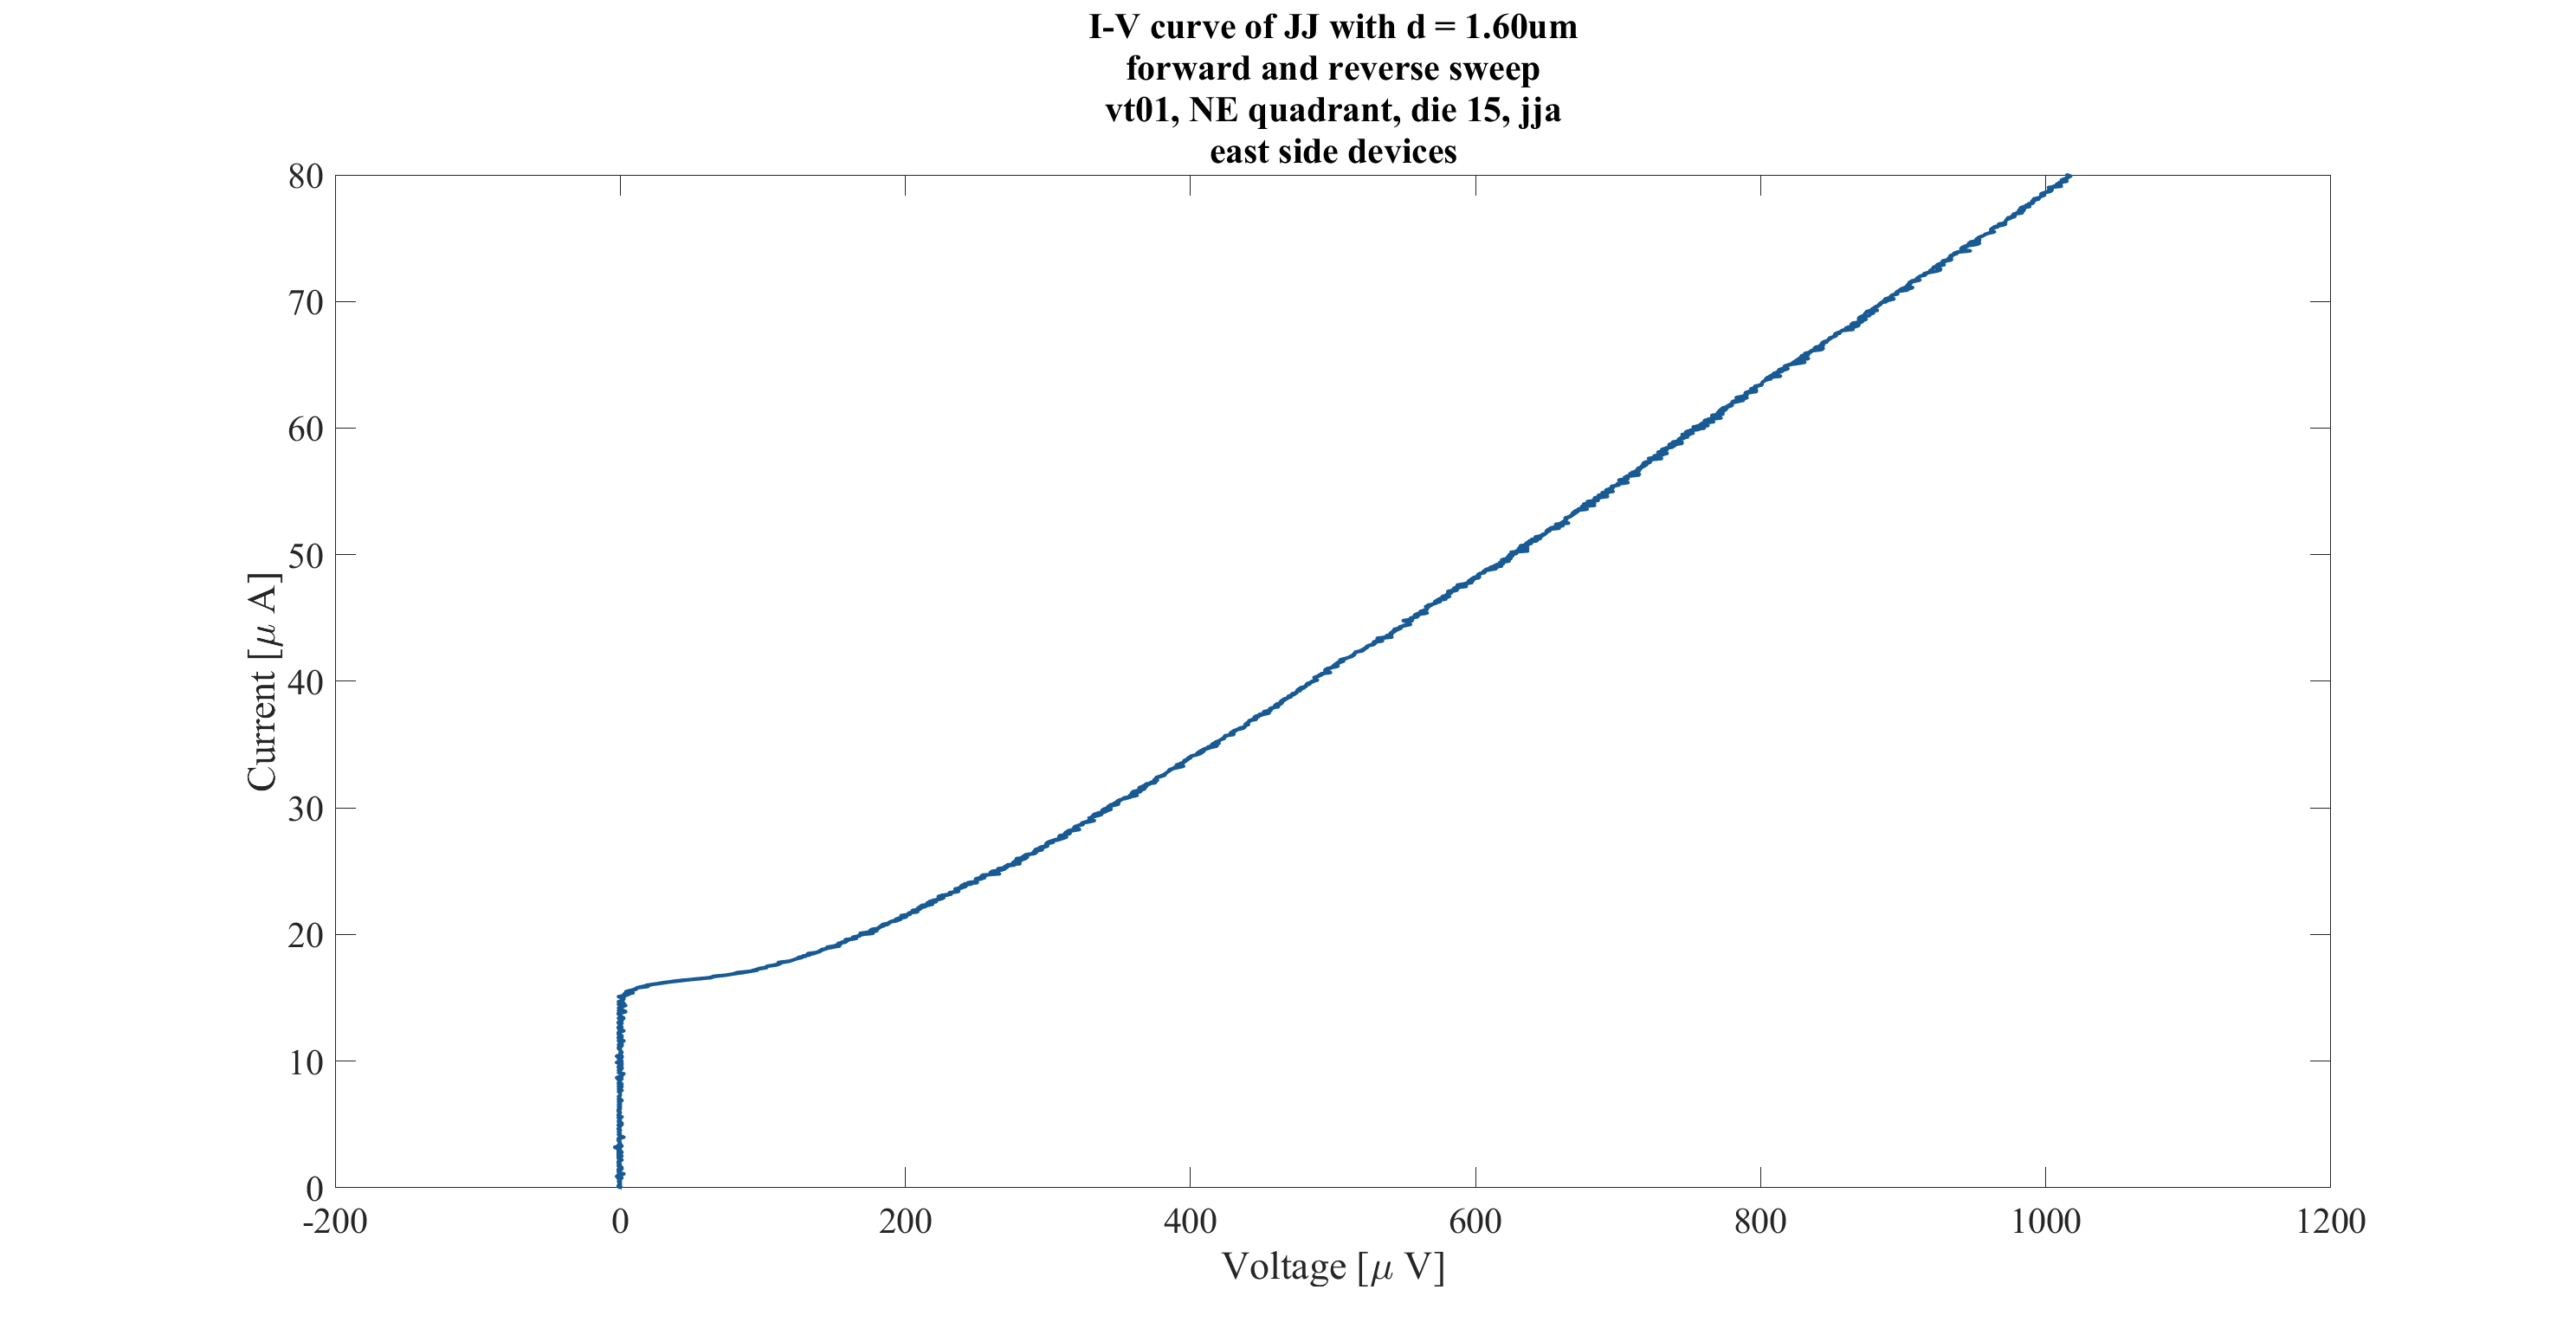 I-V curve of JJ with d = 1.60um
forward and reverse sweep
vt01, NE quadrant, die 15, jja
east side devices
80
70
60
50
40
30
20
10
0
Current [μ A]
-200
0
200
400
600
800
1000
1200
Voltage [μ V]